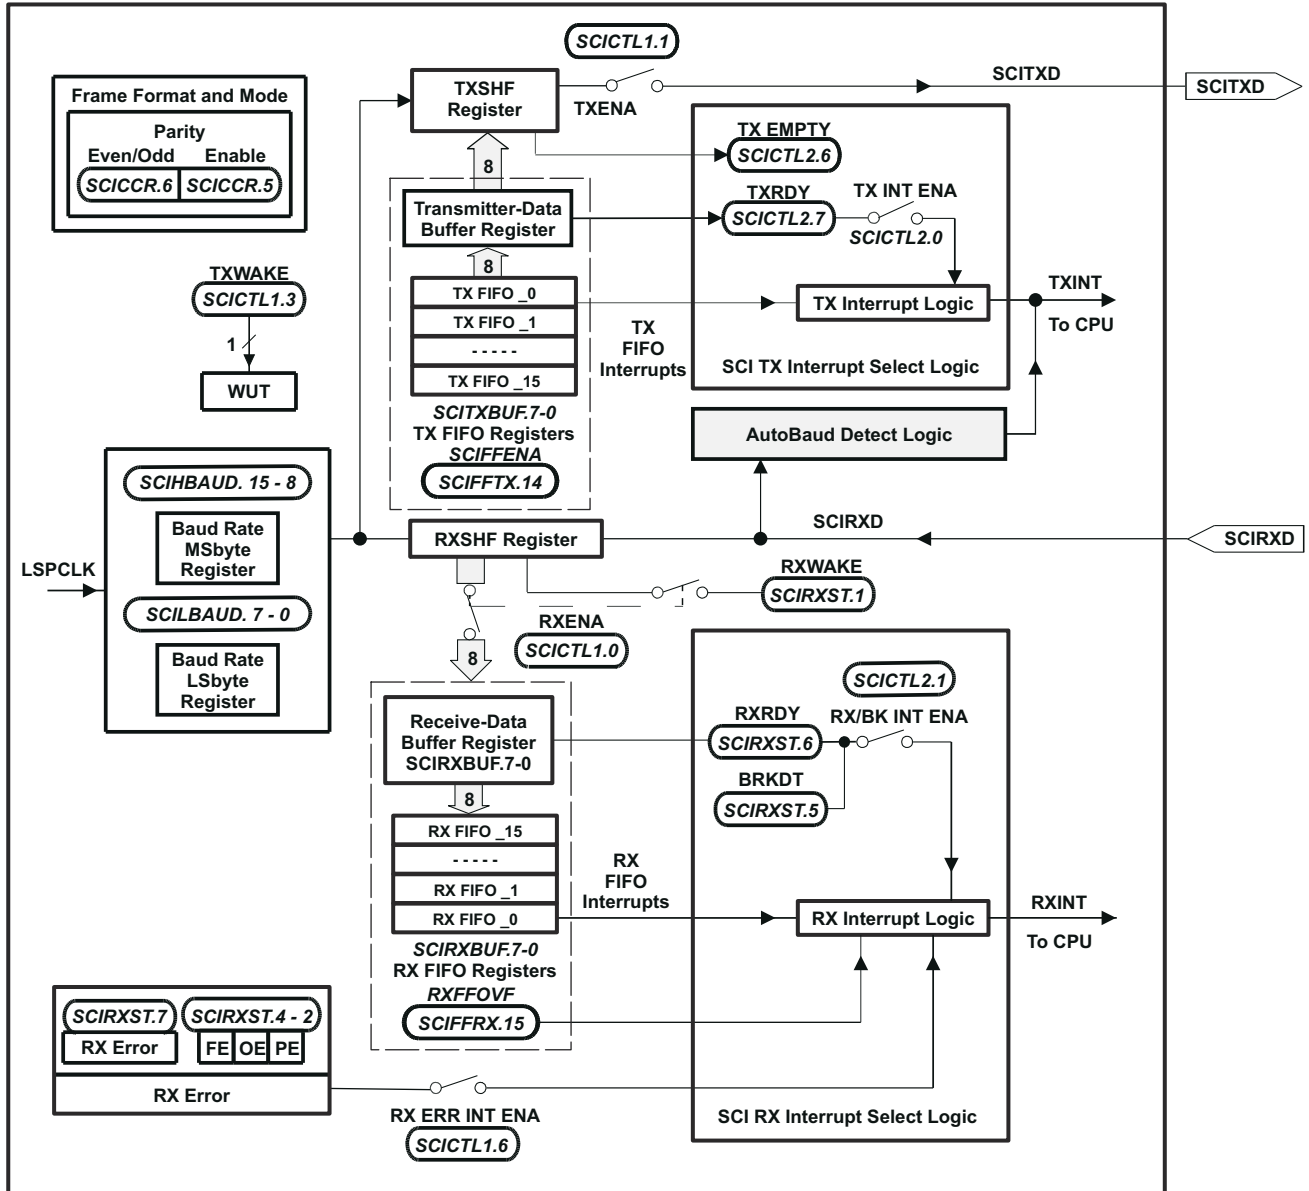 SCICTL1.1
Frame Format and Mode
Parity
Even/Odd Enable
SCICCR.6 SCICCR.5
TXSHF
Register
TXENA
SCITXD
SCITXD
8
TX EMPTY
SCICTL2.6
TXRDY
SCICTL2.7
TX INT ENA
SCICTL2.0
Transmitter-Data
Buffer Register
8
TX FIFO _0
TX FIFO _1
- - - - -
TX FIFO _15
TX
FIFO
Interrupts
TX Interrupt Logic
TXINT
To CPU
SCI TX Interrupt Select Logic
TXWAKE
SCICTL1.3
1
WUT
SCITXBUF.7-0
TX FIFO Registers
SCIFFENA
SCIFFTX.14
AutoBaud Detect Logic
LSPCLK
SCIHBAUD. 15 - 8
Baud Rate
MSbyte
Register
SCILBAUD. 7 - 0
Baud Rate
LSbyte
Register
RXSHF Register
SCIRXD
SCIRXD
RXWAKE
SCIRXST.1
RXENA
SCICTL1.0
8
Receive-Data
Buffer Register
SCIRXBUF.7-0
8
RX FIFO _15
- - - - -
RX FIFO _1
RX FIFO _0
SCIRXBUF.7-0
RX FIFO Registers
RXFFOVF
SCIFFRX.15
RX
FIFO
Interrupts
SCICTL2.1
RXRDY
RX/BK INT ENA
SCIRXST.6
BRKDT
SCIRXST.5
RX Interrupt Logic
RXINT
To CPU
SCI RX Interrupt Select Logic
SCIRXST.7 SCIRXST.4 - 2
RX Error FE OE PE
RX Error
RX ERR INT ENA
SCICTL1.6